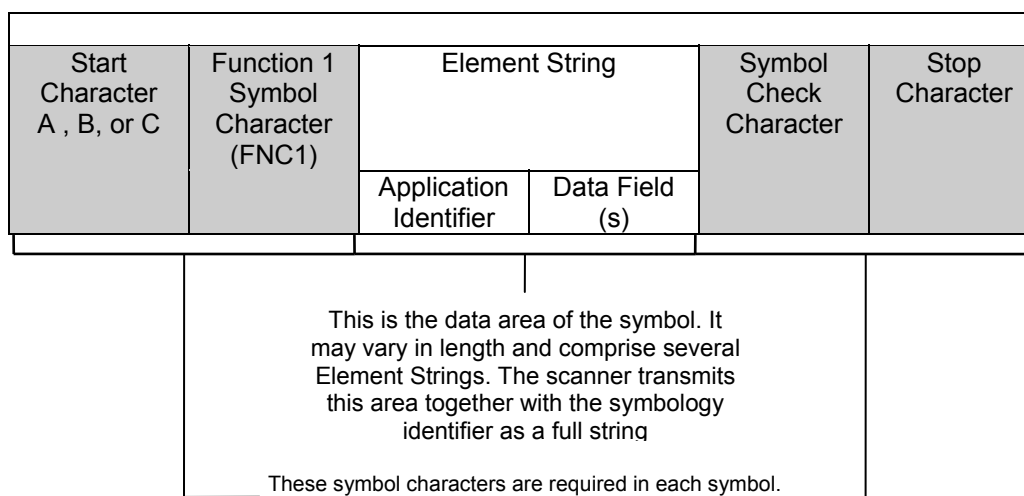 Start
Character
A , B, or C
Function 1
Symbol
Character
(FNC1)
Element String
Application
Identifier
Data Field
(s)
Symbol
Check
Character
Stop
Character
This is the data area of the symbol. It
may vary in length and comprise several
Element Strings. The scanner transmits
this area together with the symbology
identifier as a full string
These symbol characters are required in each symbol.